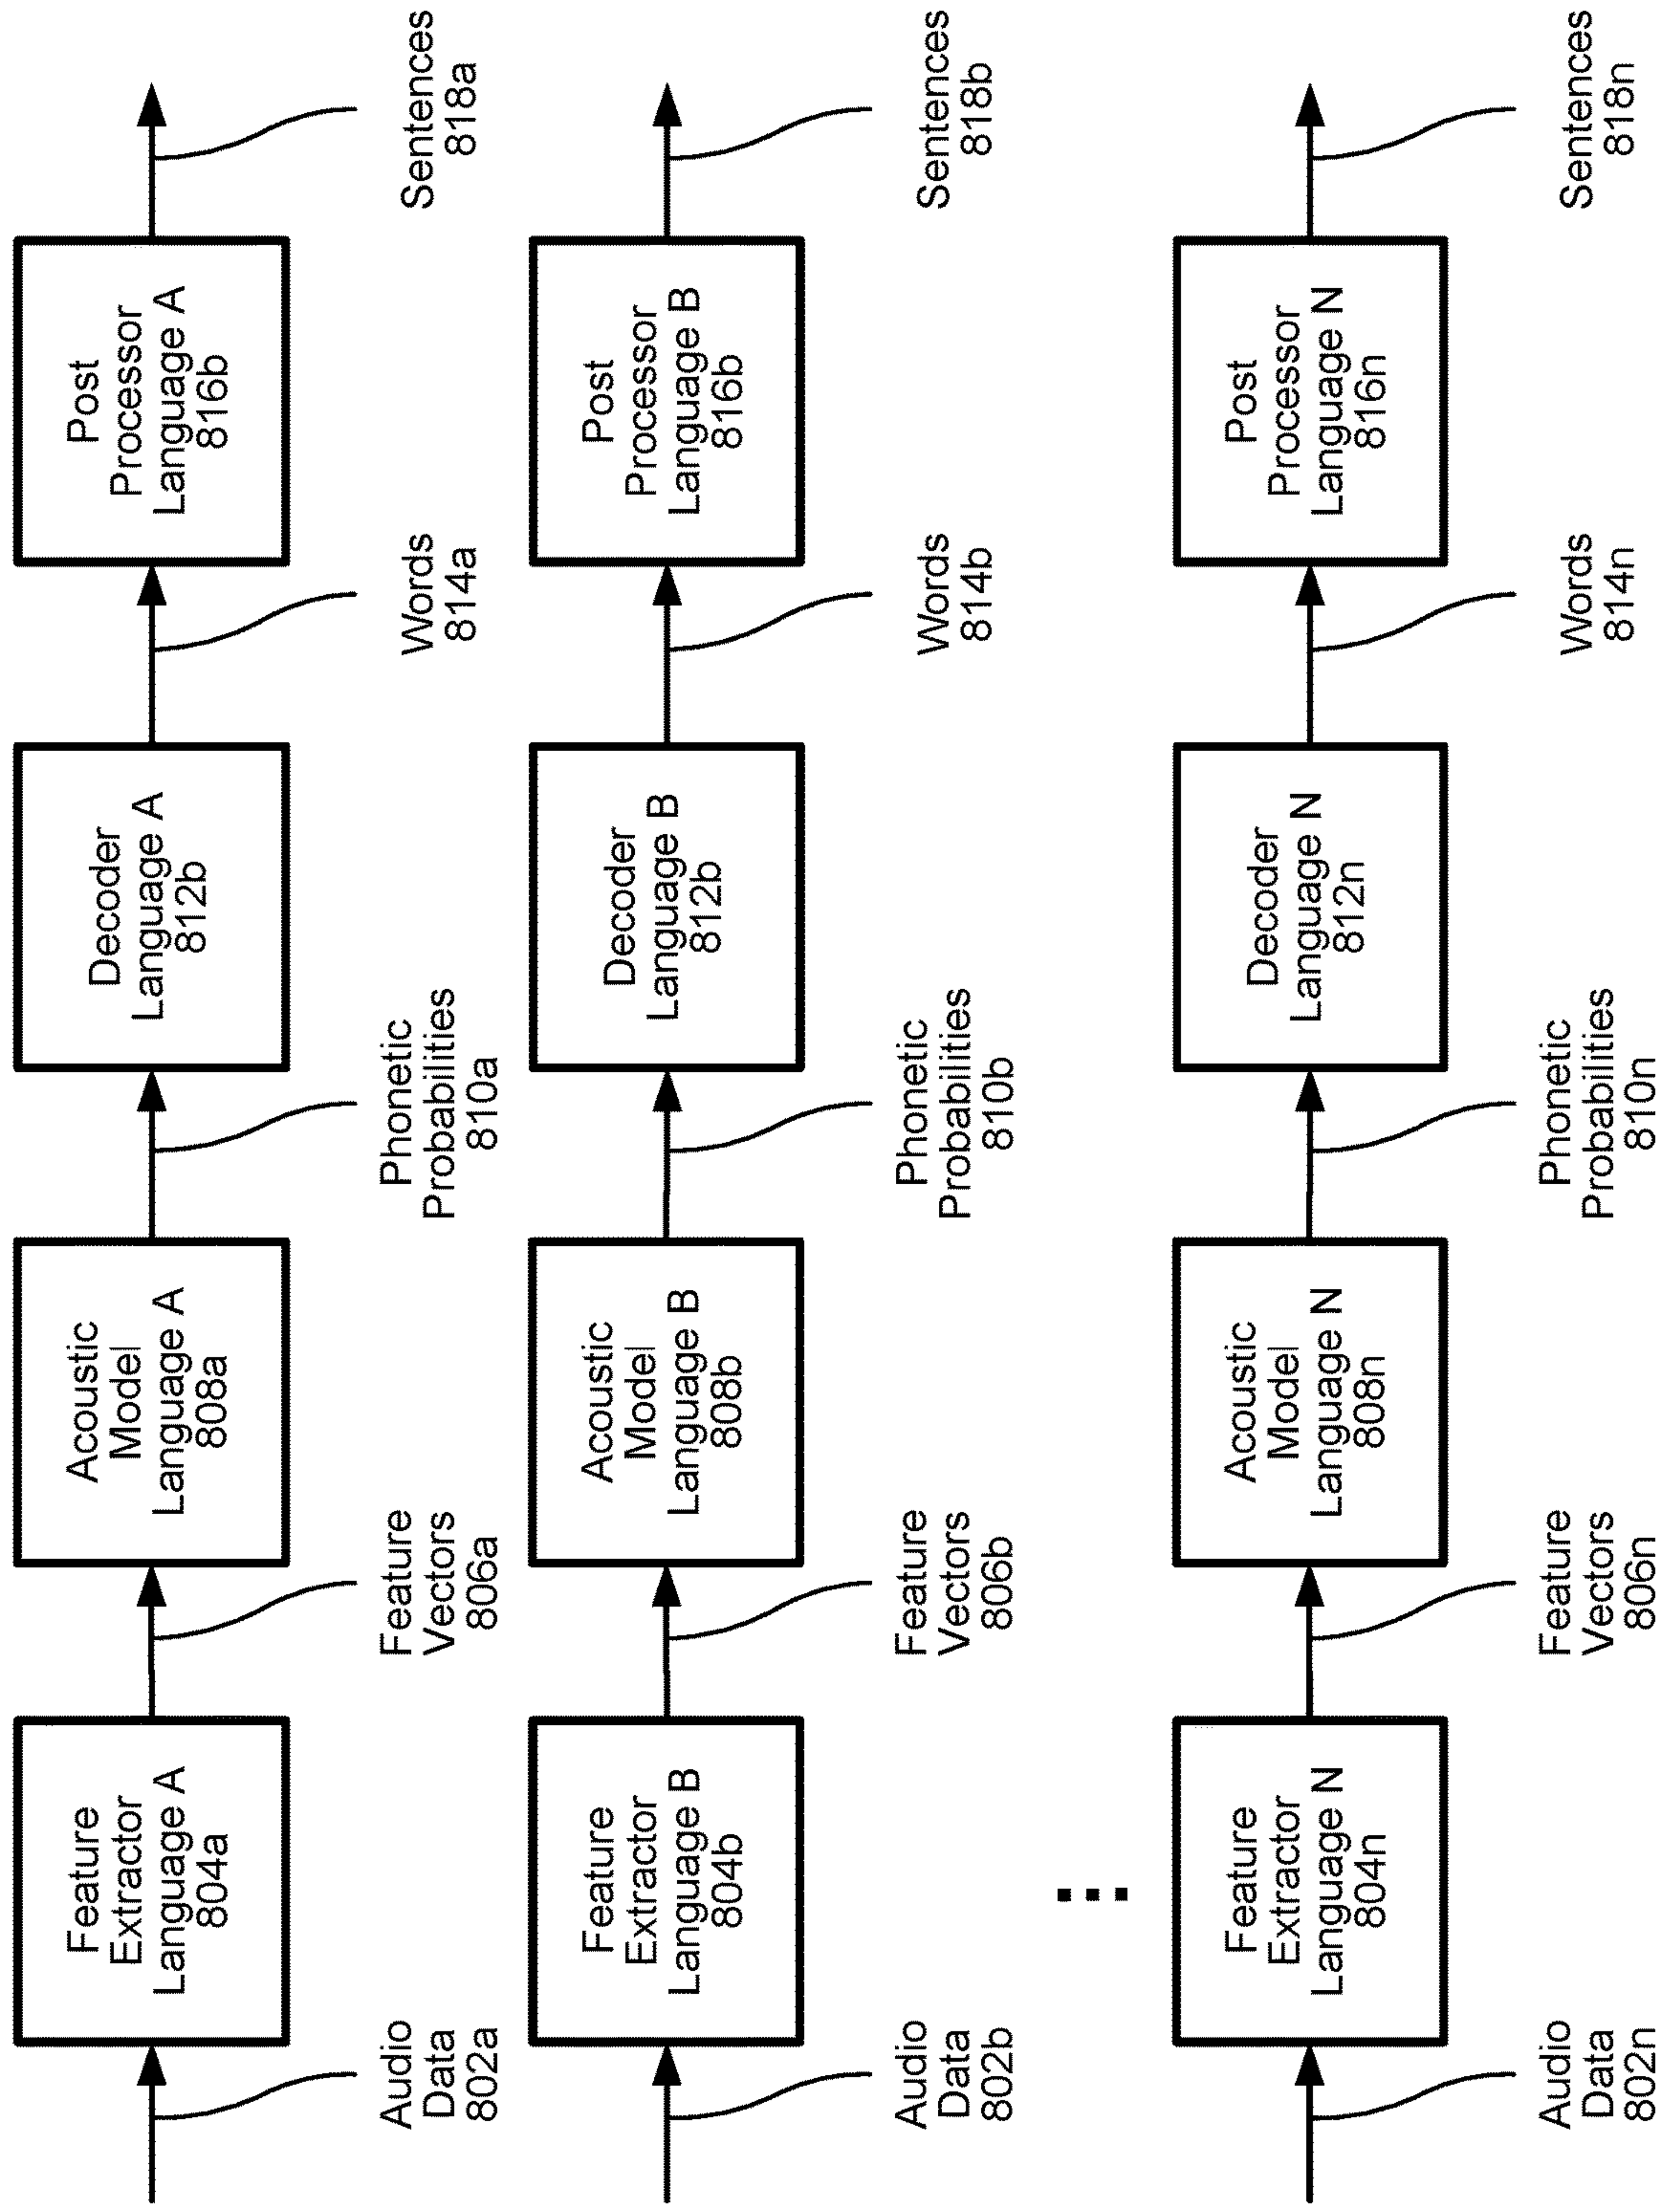 Audio
Data
802a
Feature
Extractor
Language A
804a
Feature
Vectors
806a
Acoustic
Model
Language A
808a
Phonetic
Probabilities
810a
Decoder
Language A
812b
Words
814a
Post
Processor
Language A
816b
Sentences
818a
Audio
Data
802b
Feature
Extractor
Language B
804b
Feature
Vectors
806b
Acoustic
Model
Language B
808b
Phonetic
Probabilities
810b
Decoder
Language B
812b
Words
814b
Post
Processor
Language B
816b
Sentences
818b
Audio
Data
802n
Feature
Extractor
Language N
804n
Feature
Vectors
806n
Acoustic
Model
Language N
808n
Phonetic
Probabilities
810n
Decoder
Language N
812n
Words
814n
Post
Processor
Language N
816n
Sentences
818n